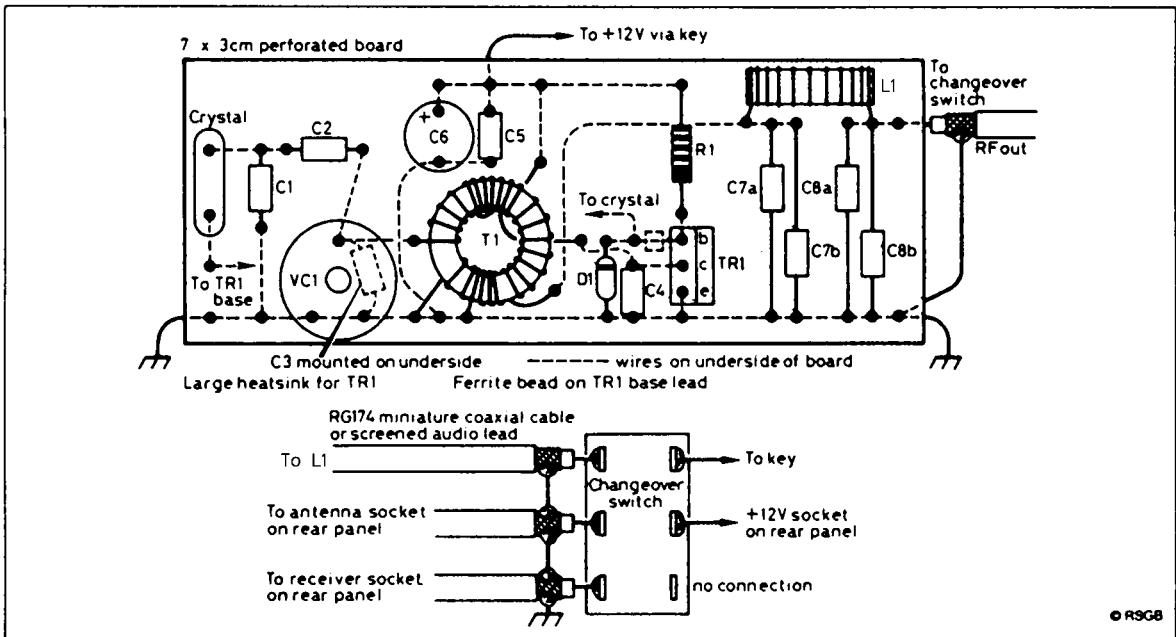 7 x 3cm perforated board
To +12V via key
Crystal
C2
C1
+
C6
C5
R1
L1
To
changeover
switch
RF out
C7a
C8a
To crystal
T1
b
VC1
To TR1
base
D1
c
TR1
C4
e
C7b
C8b
C3 mounted on underside
------ wires on underside of board
Large heatsink for TR1
Ferrite bead on TR1 base lead
RG174 miniature coaxial cable
or screened audio lead
To L1
To key
Changeover
switch
To antenna socket
on rear panel
+12V socket
on rear panel
To receiver socket
on rear panel
no connection
© RSGB